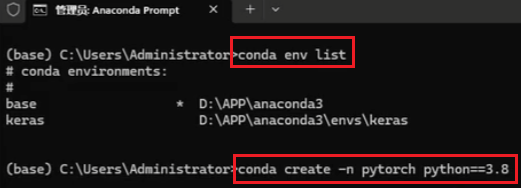 管理员: Anaconda Prompt
(base) C:\Users\Administrator>conda env list
# conda environments:
#
base * D:\APP\anaconda3
keras D:\APP\anaconda3\envs\keras
(base) C:\Users\Administrator>conda create -n pytorch python==3.8